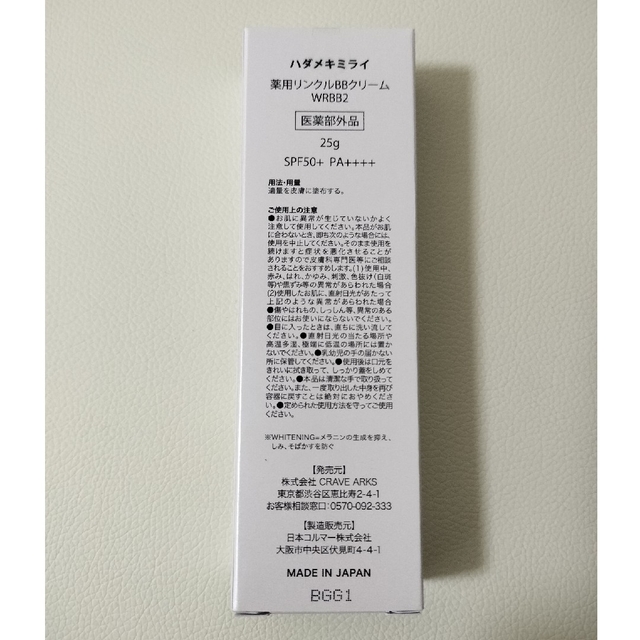 ハダメキミライ
薬用リンクルBBクリーム
WRBB2
医薬部外品
25g
SPF50+ PA++++
用法・用量
適量を皮膚に塗布する。
ご使用上の注意
●お肌に異常が生じていないかよく
注意して使用してください。本品がお肌
に合わないとき、即ち次のような場合には、
使用を中止してください。そのまま使用を
続けますと症状を悪化させることが
ありますので皮膚科専門医等にご相談
されることをおすすめします。(1)使用中、
赤み、はれ、かゆみ、刺激、色抜け(白斑
等)や黒ずみ等の異常があらわれた場合
(2)使用したお肌に、直射日光があたって
上記のような異常があらわれた場合
●傷やはれもの、しっしん等、異常のある
部位にはお使いにならないでください。
●目に入ったときは、直ちに洗い流して
ください。●直射日光の当たる場所や
高温多湿、極端に低温の場所には置か
ないでください。●乳幼児の手の届かない
所に保管してください。●使用後は口元を
きれいに拭き取って、しっかり蓋をしめて
ください。●本品は清潔な手で取り扱って
ください。また、一度取り出した中身を再び
容器に戻すことは絶対におやめください。
●定められた使用方法を守ってご使用
ください。
※WHITENING=メラニンの生成を抑え、
しみ、そばかすを防ぐ
【発売元】
株式会社 CRAVE ARKS
東京都渋谷区恵比寿2-4-1
お客様相談窓口:0570-092-333
【製造販売元】
日本コルマー株式会社
大阪市中央区伏見町4-4-1
MADE IN JAPAN
BGG1